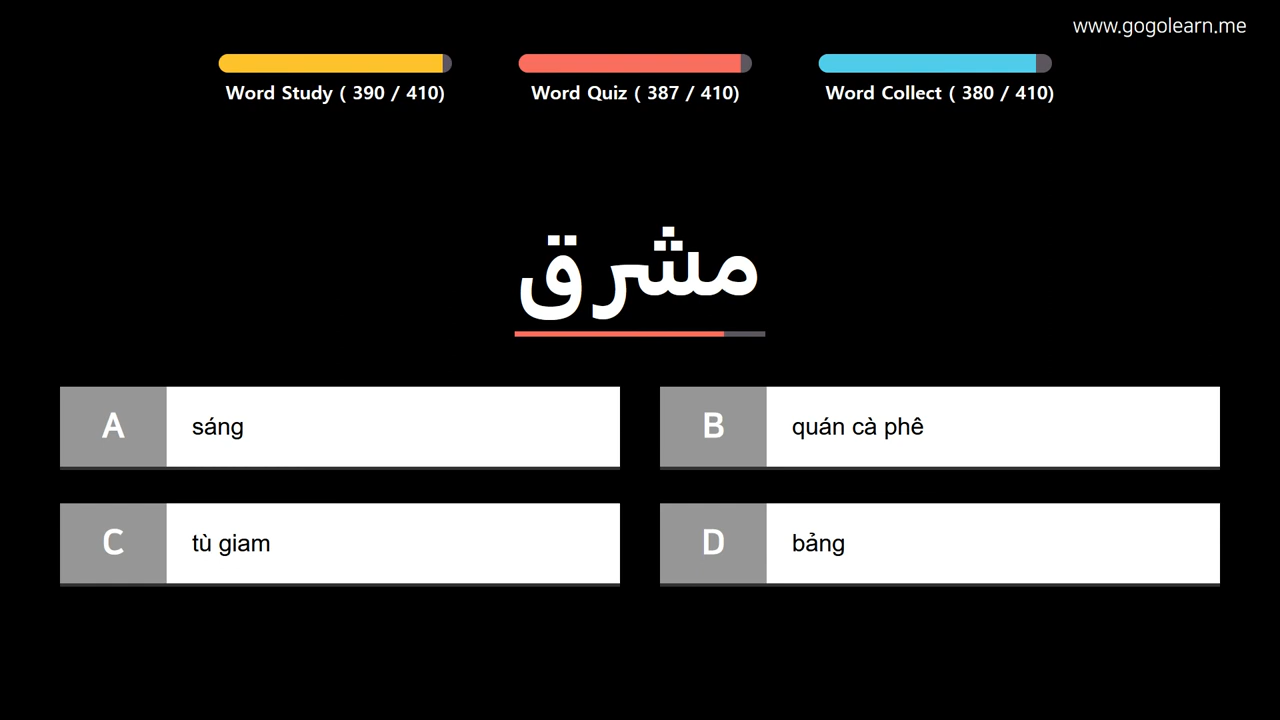 www.gogolearn.me
Word Study ( 390 / 410)
Word Quiz ( 387 / 410)
Word Collect ( 380 / 410)
مشرق
A sáng
B quán cà phê
C tù giam
D bảng